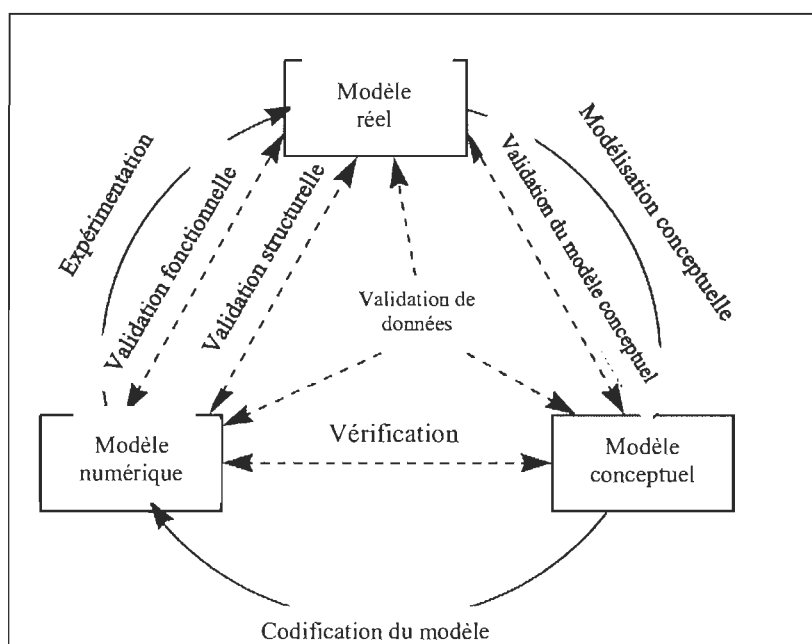 Modèle
réel
Expérimentation
Validation fonctionnelle
Validation structurelle
Validation du modèle conceptuel
Modélisation conceptuelle
Validation de
données
Vérification
Modèle
numérique
Modèle
conceptuel
Codification du modèle